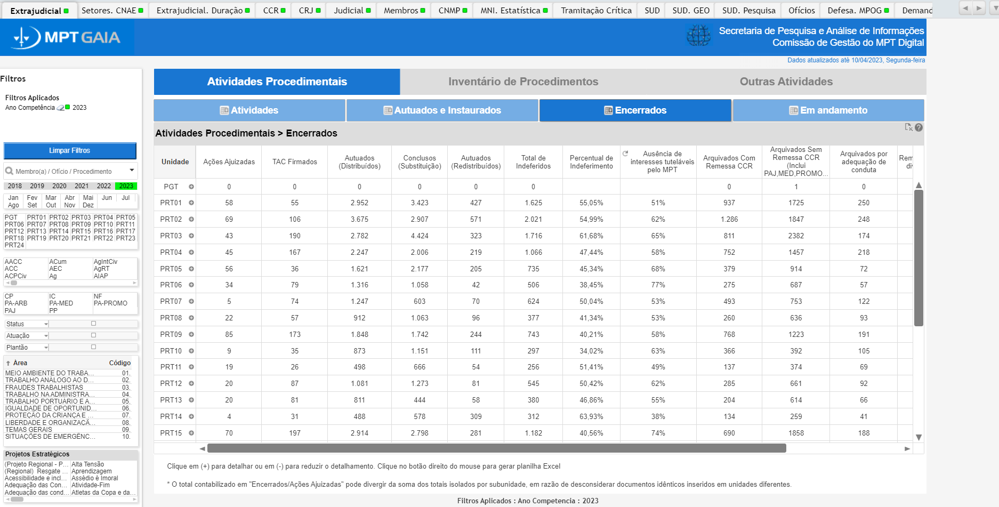 Extrajudicial Setores. CNAE Extrajudicial. Duração CCR CRJ Judicial Membros CNMP MNI. Estatística Tramitação Crítica SUD SUD. GEO SUD. Pesquisa Ofícios Defesa. MPOG Demand
MPT GAIA
Secretaria de Pesquisa e Análise de Informações
Comissão de Gestão do MPT Digital
Dados atualizados até 10/04/2023, Segunda-feira
Filtros
Filtros Aplicados
Ano Competência 2023
Limpar Filtros
Membro(a) / Ofício / Procedimento
2018 2019 2020 2021 2022 2023
Jan Fev Mar Abr Mai Jun Jul
Ago Set Out Nov Dez
PGT PRT01 PRT02 PRT03 PRT04 PRT05
PRT06 PRT07 PRT08 PRT09 PRT10 PRT11
PRT12 PRT13 PRT14 PRT15 PRT16 PRT17
PRT18 PRT19 PRT20 PRT21 PRT22 PRT23
PRT24
AACC ACum AgIntCiv
ACC AEC AgRT
ACPCiv Ag AIAP
CP IC NF
PA-ARB PA-MED PA-PROMO
PAJ PP
Status
Atuação
Plantão
Área Código
MEIO AMBIENTE DO TRABA... 01.
TRABALHO ANÁLOGO AO D... 02.
FRAUDES TRABALHISTAS 03.
TRABALHO NA ADMINISTRA... 04.
TRABALHO PORTUÁRIO E A... 05.
IGUALDADE DE OPORTUNID... 06.
PROTEÇÃO DA CRIANÇA E ... 07.
LIBERDADE E ORGANIZAÇÃ... 08.
TEMAS GERAIS 09.
SITUAÇÕES DE EMERGÊNC... 10.
Projetos Estratégicos
(Projeto Regional - P... Alta Tensão
(Regional) Resgate ... Aprendizagem
Acessibilidade e incl... Assédio é Imoral
Adequação das Con... Atividade-Fim
Adequação das cond... Atletas da Copa e da...
Atividades Procedimentais Inventário de Procedimentos Outras Atividades
Atividades Autuados e Instaurados Encerrados Em andamento
Atividades Procedimentais > Encerrados
Unidade Ações Ajuizadas TAC Firmados Autuados (Distribuídos) Conclusos (Substituição) Autuados (Redistribuídos) Total de Indeferidos Percentual de Indeferimento Ausência de interesses tuteláveis pelo MPT Arquivados Com Remessa CCR Arquivados Sem Remessa CCR (Inclui PAJ,MED,PROMO... Arquivados por adequação de conduta Rem di
PGT 0 0 0 0 0 0 0 1 0
PRT01 58 55 2.952 3.423 427 1.625 55,05% 51% 937 1725 250
PRT02 69 106 3.675 2.907 571 2.021 54,99% 62% 1.286 1847 248
PRT03 43 190 2.782 4.424 323 1.716 61,68% 65% 811 2382 174
PRT04 45 167 2.247 2.006 219 1.066 47,44% 58% 752 1457 218
PRT05 56 36 1.621 2.177 205 735 45,34% 68% 379 914 72
PRT06 34 79 1.316 1.058 42 506 38,45% 77% 275 687 57
PRT07 5 74 1.247 603 70 624 50,04% 53% 493 753 122
PRT08 22 57 912 1.063 96 377 41,34% 53% 260 636 93
PRT09 85 173 1.848 1.742 244 743 40,21% 58% 768 1223 191
PRT10 9 35 873 1.151 111 297 34,02% 63% 366 392 105
PRT11 19 26 498 666 54 256 51,41% 49% 137 374 69
PRT12 20 87 1.081 1.273 81 545 50,42% 62% 285 661 92
PRT13 20 81 811 444 58 380 46,86% 55% 204 614 66
PRT14 4 31 488 578 309 312 63,93% 38% 134 259 41
PRT15 70 197 2.914 2.798 281 1.182 40,56% 74% 690 1858 188
Clique em (+) para detalhar ou em (-) para reduzir o detalhamento. Clique no botão direito do mouse para gerar planilha Excel
* O total contabilizado em "Encerrados/Ações Ajuizadas" pode divergir da soma dos totais isolados por subunidade, em razão de desconsiderar documentos idênticos inseridos em unidades diferentes.
Filtros Aplicados : Ano Competencia : 2023